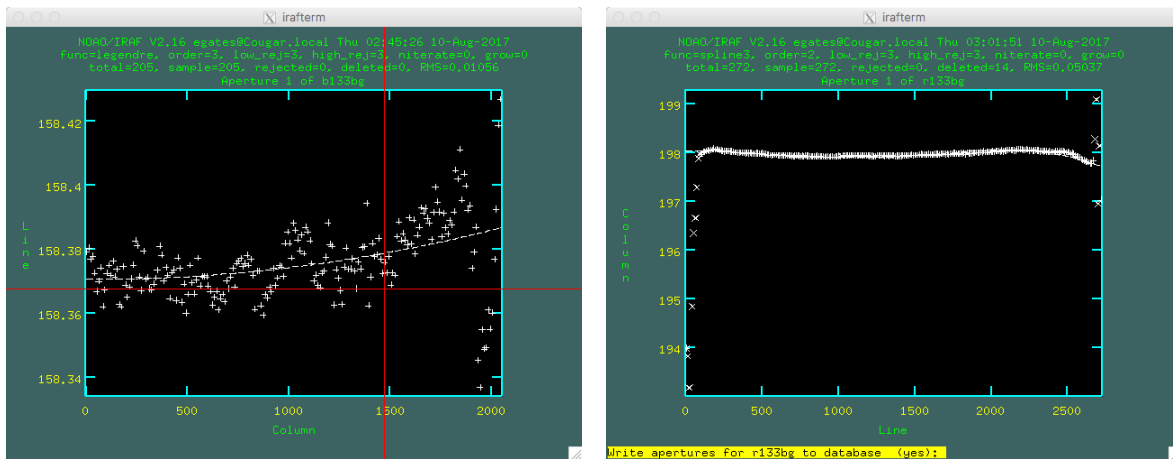 irafterm
NOAO/IRAF V2.16 egates@Cougar.local Thu 02:45:26 10-Aug-2017
func=legendre, order=3, low_rej=3, high_rej=3, niterate=0, grow=0
total=205, sample=205, rejected=0, deleted=0, RMS=0.01056
Aperture 1 of b133bg
158.42
158.4
158.38
158.36
158.34
Line
0 500 1000 1500 2000
Column
irafterm
NOAO/IRAF V2.16 egates@Cougar.local Thu 03:01:51 10-Aug-2017
func=spline3, order=2, low_rej=3, high_rej=3, niterate=0, grow=0
total=272, sample=272, rejected=0, deleted=14, RMS=0.05037
Aperture 1 of r133bg
199
198
197
196
195
194
Column
0 500 1000 1500 2000 2500
Line
Write apertures for r133bg to database (yes):